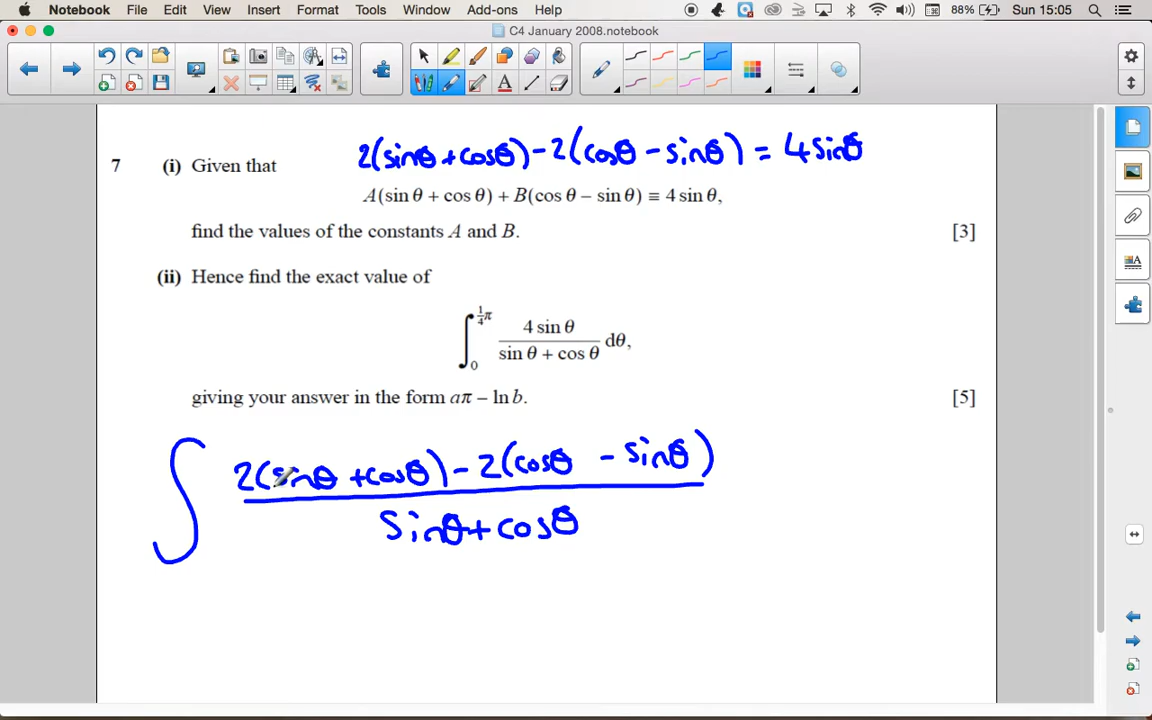 Notebook File Edit View Insert Format Tools Window Add-ons Help 88% Sun 15:05
C4 January 2008.notebook
2(sinθ+cosθ)-2(cosθ-sinθ) = 4sinθ
7 (i) Given that
A(sin θ + cos θ) + B(cos θ – sin θ) ≡ 4 sin θ,
find the values of the constants A and B. [3]
(ii) Hence find the exact value of
∫₀^{¼π} (4 sin θ)/(sin θ + cos θ) dθ,
giving your answer in the form aπ – ln b. [5]
∫ 2(sinθ+cosθ)-2(cosθ-sinθ)
sinθ+cosθ